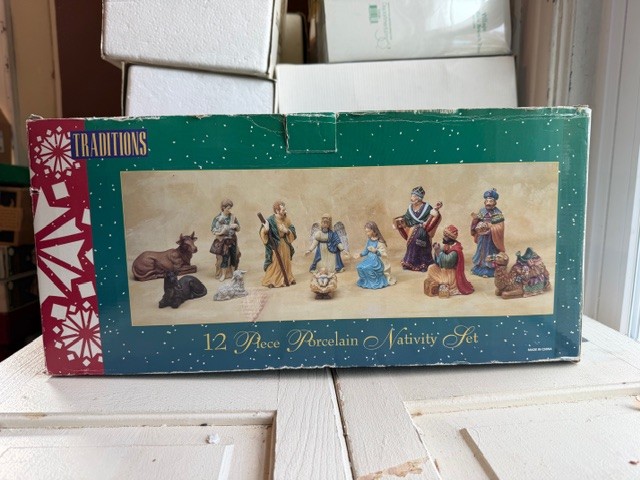 TRADITIONS
12 Piece Porcelain Nativity Set
MADE IN CHINA